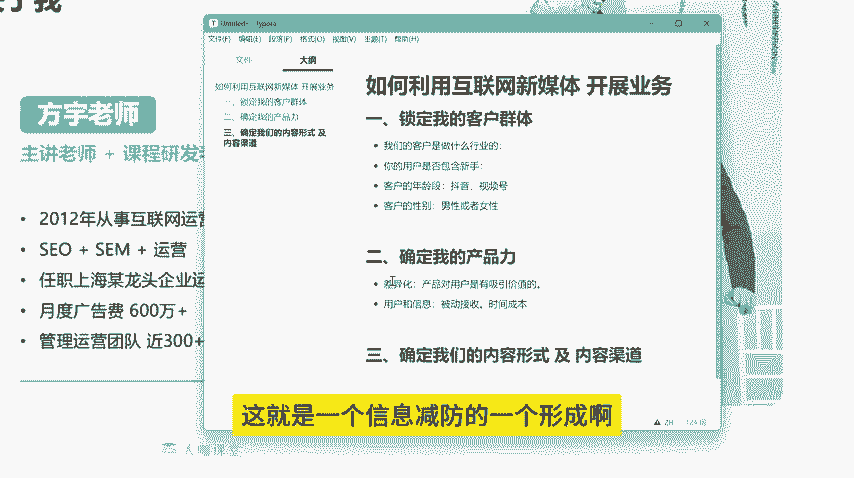 于我
方宇老师
主讲老师 + 课程研发
• 2012年从事互联网运营
• SEO + SEM + 运营
• 任职上海某龙头企业运
• 月度广告费 600万+
• 管理运营团队 近300+
Untitled - Typora
文件(F) 编辑(E) 段落(P) 格式(O) 视图(V) 主题(T) 帮助(H)
文件 大纲
如何利用互联网新媒体 开展业务
一、锁定我的客户群体
二、确定我的产品力
三、确定我们的内容形式 及
内容渠道
如何利用互联网新媒体 开展业务
一、锁定我的客户群体
• 我们的客户是做什么行业的:
• 你的用户是否包含新手:
• 客户的年龄段: 抖音、视频号
• 客户的性别: 男性或者女性
二、确定我的产品力
• 差异化: 产品对用户是有吸引价值的。
• 用户和信息: 被动接收。时间成本
三、确定我们的内容形式 及 内容渠道
这就是一个信息减防的一个形成啊